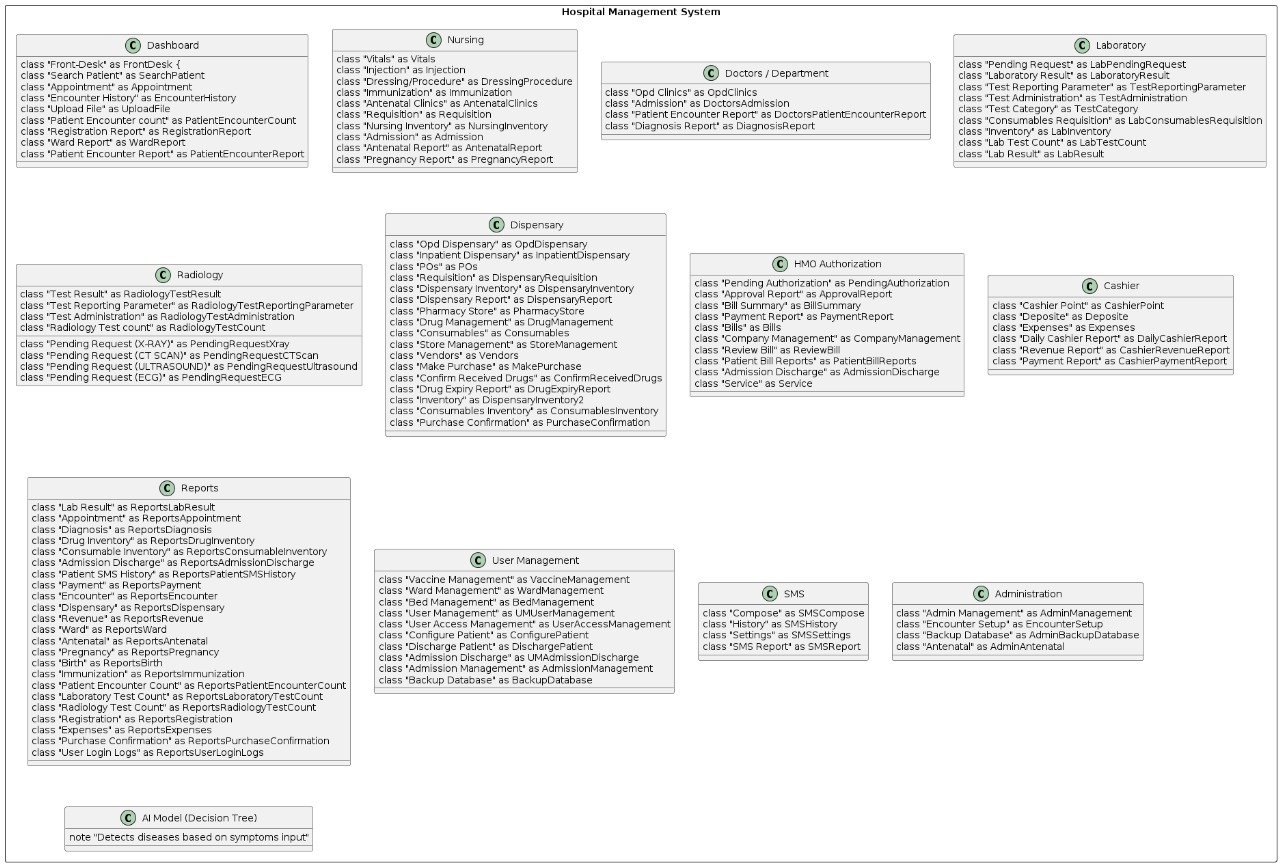 Hospital Management System
C Dashboard
class "Front-Desk" as FrontDesk {
class "Search Patient" as SearchPatient
class "Appointment" as Appointment
class "Encounter History" as EncounterHistory
class "Upload File" as UploadFile
class "Patient Encounter count" as PatientEncounterCount
class "Registration Report" as RegistrationReport
class "Ward Report" as WardReport
class "Patient Encounter Report" as PatientEncounterReport
C Nursing
class "Vitals" as Vitals
class "Injection" as Injection
class "Dressing/Procedure" as DressingProcedure
class "Immunization" as Immunization
class "Antenatal Clinics" as AntenatalClinics
class "Requisition" as Requisition
class "Nursing Inventory" as NursingInventory
class "Admission" as Admission
class "Antenatal Report" as AntenatalReport
class "Pregnancy Report" as PregnancyReport
C Doctors / Department
class "Opd Clinics" as OpdClinics
class "Admission" as DoctorsAdmission
class "Patient Encounter Report" as DoctorsPatientEncounterReport
class "Diagnosis Report" as DiagnosisReport
C Laboratory
class "Pending Request" as LabPendingRequest
class "Laboratory Result" as LaboratoryResult
class "Test Reporting Parameter" as TestReportingParameter
class "Test Administration" as TestAdministration
class "Test Category" as TestCategory
class "Consumables Requisition" as LabConsumablesRequisition
class "Inventory" as LabInventory
class "Lab Test Count" as LabTestCount
class "Lab Result" as LabResult
C Radiology
class "Test Result" as RadiologyTestResult
class "Test Reporting Parameter" as RadiologyTestReportingParameter
class "Test Administration" as RadiologyTestAdministration
class "Radiology Test count" as RadiologyTestCount
class "Pending Request (X-RAY)" as PendingRequestXray
class "Pending Request (CT SCAN)" as PendingRequestCTScan
class "Pending Request (ULTRASOUND)" as PendingRequestUltrasound
class "Pending Request (ECG)" as PendingRequestECG
C Dispensary
class "Opd Dispensary" as OpdDispensary
class "Inpatient Dispensary" as InpatientDispensary
class "POs" as POs
class "Requisition" as DispensaryRequisition
class "Dispensary Inventory" as DispensaryInventory
class "Dispensary Report" as DispensaryReport
class "Pharmacy Store" as PharmacyStore
class "Drug Management" as DrugManagement
class "Consumables" as Consumables
class "Store Management" as StoreManagement
class "Vendors" as Vendors
class "Make Purchase" as MakePurchase
class "Confirm Received Drugs" as ConfirmReceivedDrugs
class "Drug Expiry Report" as DrugExpiryReport
class "Inventory" as DispensaryInventory2
class "Consumables Inventory" as ConsumablesInventory
class "Purchase Confirmation" as PurchaseConfirmation
C HMO Authorization
class "Pending Authorization" as PendingAuthorization
class "Approval Report" as ApprovalReport
class "Bill Summary" as BillSummary
class "Payment Report" as PaymentReport
class "Bills" as Bills
class "Company Management" as CompanyManagement
class "Review Bill" as ReviewBill
class "Patient Bill Reports" as PatientBillReports
class "Admission Discharge" as AdmissionDischarge
class "Service" as Service
C Cashier
class "Cashier Point" as CashierPoint
class "Deposite" as Deposite
class "Expenses" as Expenses
class "Daily Cashier Report" as DailyCashierReport
class "Revenue Report" as CashierRevenueReport
class "Payment Report" as CashierPaymentReport
C Reports
class "Lab Result" as ReportsLabResult
class "Appointment" as ReportsAppointment
class "Diagnosis" as ReportsDiagnosis
class "Drug Inventory" as ReportsDrugInventory
class "Consumable Inventory" as ReportsConsumableInventory
class "Admission Discharge" as ReportsAdmissionDischarge
class "Patient SMS History" as ReportsPatientSMSHistory
class "Payment" as ReportsPayment
class "Encounter" as ReportsEncounter
class "Dispensary" as ReportsDispensary
class "Revenue" as ReportsRevenue
class "Ward" as ReportsWard
class "Antenatal" as ReportsAntenatal
class "Pregnancy" as ReportsPregnancy
class "Birth" as ReportsBirth
class "Immunization" as ReportsImmunization
class "Patient Encounter Count" as ReportsPatientEncounterCount
class "Laboratory Test Count" as ReportsLaboratoryTestCount
class "Radiology Test Count" as ReportsRadiologyTestCount
class "Registration" as ReportsRegistration
class "Expenses" as ReportsExpenses
class "Purchase Confirmation" as ReportsPurchaseConfirmation
class "User Login Logs" as ReportsUserLoginLogs
C User Management
class "Vaccine Management" as VaccineManagement
class "Ward Management" as WardManagement
class "Bed Management" as BedManagement
class "User Management" as UMUserManagement
class "User Access Management" as UserAccessManagement
class "Configure Patient" as ConfigurePatient
class "Discharge Patient" as DischargePatient
class "Admission Discharge" as UMAdmissionDischarge
class "Admission Management" as AdmissionManagement
class "Backup Database" as BackupDatabase
C SMS
class "Compose" as SMSCompose
class "History" as SMSHistory
class "Settings" as SMSSettings
class "SMS Report" as SMSReport
C Administration
class "Admin Management" as AdminManagement
class "Encounter Setup" as EncounterSetup
class "Backup Database" as AdminBackupDatabase
class "Antenatal" as AdminAntenatal
C AI Model (Decision Tree)
note "Detects diseases based on symptoms input"